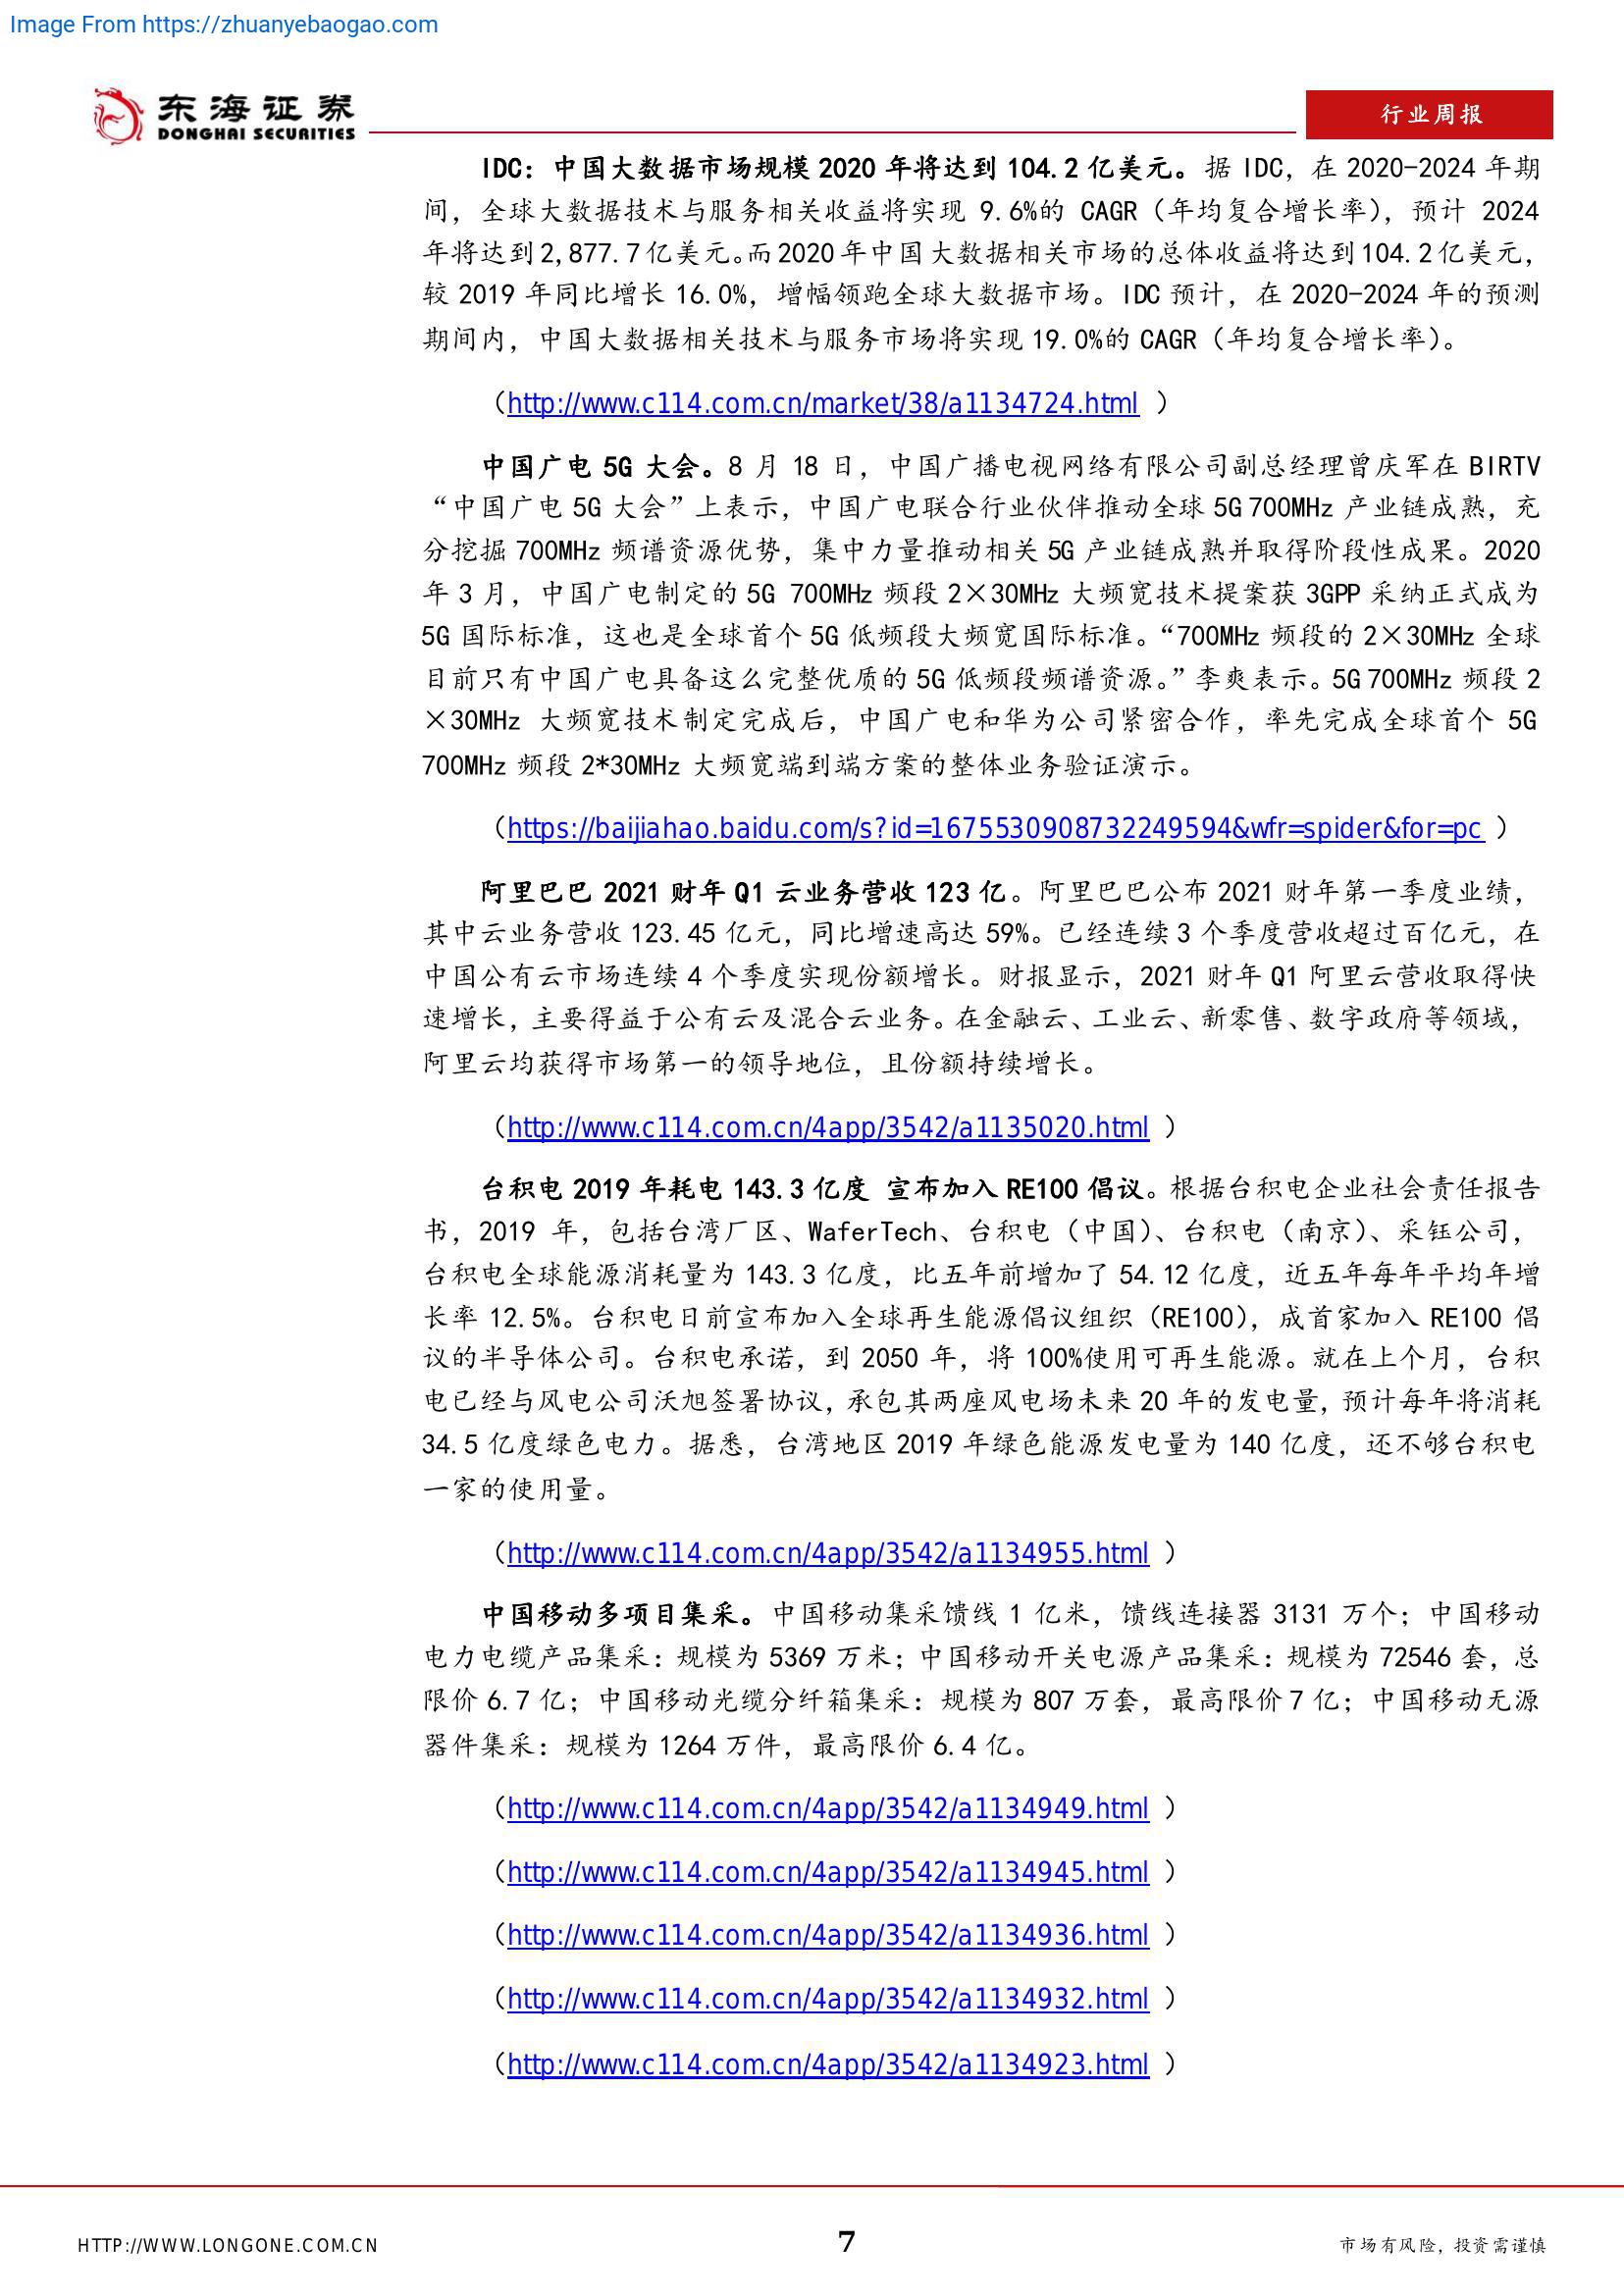 Image From https://zhuanyebaogao.com
东海证券
DONGHAI SECURITIES
行业周报
IDC：中国大数据市场规模 2020 年将达到 104.2 亿美元。据 IDC，在 2020-2024 年期
间，全球大数据技术与服务相关收益将实现 9.6%的 CAGR（年均复合增长率），预计 2024
年将达到 2,877.7 亿美元。而 2020 年中国大数据相关市场的总体收益将达到 104.2 亿美元，
较 2019 年同比增长 16.0%，增幅领跑全球大数据市场。IDC 预计，在 2020-2024 年的预测
期间内，中国大数据相关技术与服务市场将实现 19.0%的 CAGR（年均复合增长率）。
（http://www.c114.com.cn/market/38/a1134724.html ）
中国广电 5G 大会。8 月 18 日，中国广播电视网络有限公司副总经理曾庆军在 BIRTV
“中国广电 5G 大会”上表示，中国广电联合行业伙伴推动全球 5G 700MHz 产业链成熟，充
分挖掘 700MHz 频谱资源优势，集中力量推动相关 5G 产业链成熟并取得阶段性成果。2020
年 3 月，中国广电制定的 5G 700MHz 频段 2×30MHz 大频宽技术提案获 3GPP 采纳正式成为
5G 国际标准，这也是全球首个 5G 低频段大频宽国际标准。“700MHz 频段的 2×30MHz 全球
目前只有中国广电具备这么完整优质的 5G 低频段频谱资源。”李爽表示。5G 700MHz 频段 2
×30MHz 大频宽技术制定完成后，中国广电和华为公司紧密合作，率先完成全球首个 5G
700MHz 频段 2*30MHz 大频宽端到端方案的整体业务验证演示。
（https://baijiahao.baidu.com/s?id=1675530908732249594&wfr=spider&for=pc ）
阿里巴巴 2021 财年 Q1 云业务营收 123 亿。阿里巴巴公布 2021 财年第一季度业绩，
其中云业务营收 123.45 亿元，同比增速高达 59%。已经连续 3 个季度营收超过百亿元，在
中国公有云市场连续 4 个季度实现份额增长。财报显示，2021 财年 Q1 阿里云营收取得快
速增长，主要得益于公有云及混合云业务。在金融云、工业云、新零售、数字政府等领域，
阿里云均获得市场第一的领导地位，且份额持续增长。
（http://www.c114.com.cn/4app/3542/a1135020.html ）
台积电 2019 年耗电 143.3 亿度 宣布加入 RE100 倡议。根据台积电企业社会责任报告
书，2019 年，包括台湾厂区、WaferTech、台积电（中国）、台积电（南京）、采钰公司，
台积电全球能源消耗量为 143.3 亿度，比五年前增加了 54.12 亿度，近五年每年平均年增
长率 12.5%。台积电日前宣布加入全球再生能源倡议组织（RE100），成首家加入 RE100 倡
议的半导体公司。台积电承诺，到 2050 年，将 100%使用可再生能源。就在上个月，台积
电已经与风电公司沃旭签署协议，承包其两座风电场未来 20 年的发电量，预计每年将消耗
34.5 亿度绿色电力。据悉，台湾地区 2019 年绿色能源发电量为 140 亿度，还不够台积电
一家的使用量。
（http://www.c114.com.cn/4app/3542/a1134955.html ）
中国移动多项目集采。中国移动集采馈线 1 亿米，馈线连接器 3131 万个；中国移动
电力电缆产品集采：规模为 5369 万米；中国移动开关电源产品集采：规模为 72546 套，总
限价 6.7 亿；中国移动光缆分纤箱集采：规模为 807 万套，最高限价 7 亿；中国移动无源
器件集采：规模为 1264 万件，最高限价 6.4 亿。
（http://www.c114.com.cn/4app/3542/a1134949.html ）
（http://www.c114.com.cn/4app/3542/a1134945.html ）
（http://www.c114.com.cn/4app/3542/a1134936.html ）
（http://www.c114.com.cn/4app/3542/a1134932.html ）
（http://www.c114.com.cn/4app/3542/a1134923.html ）
HTTP://WWW.LONGONE.COM.CN
7
市场有风险，投资需谨慎